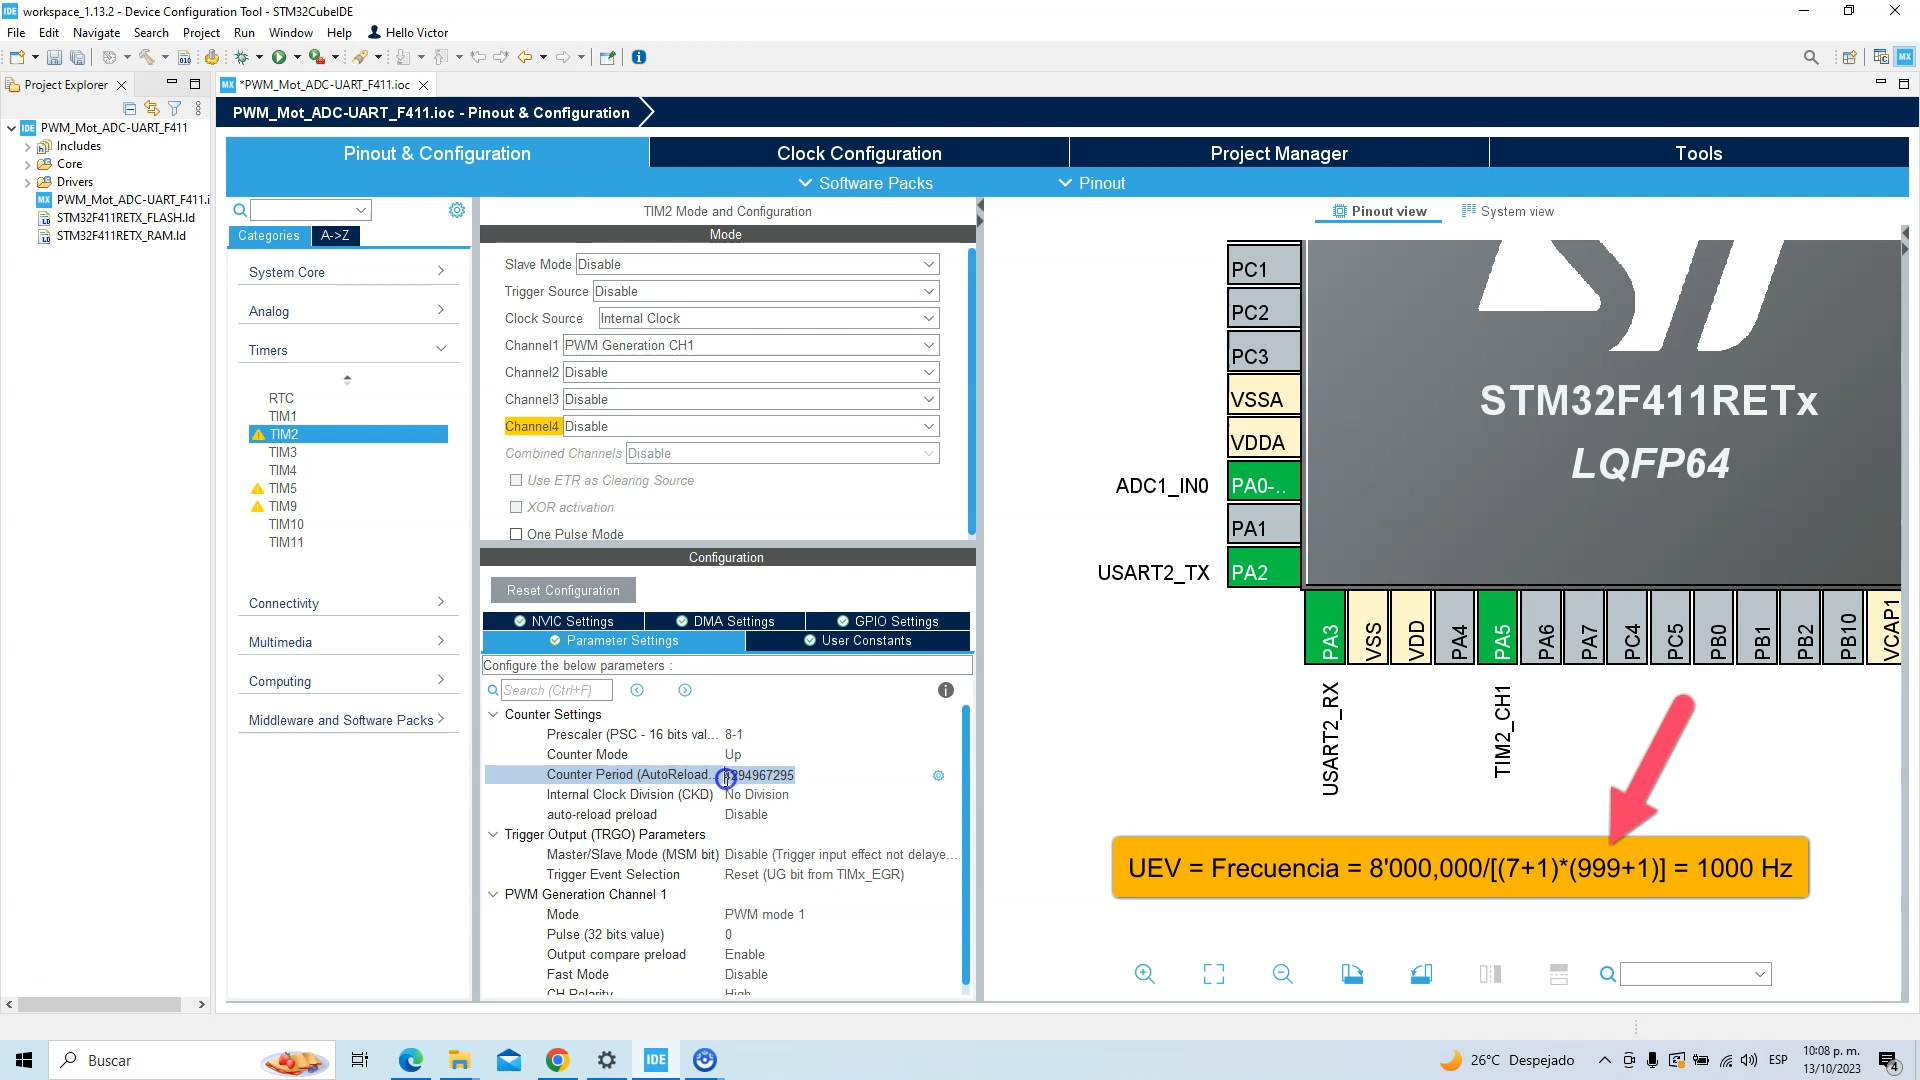 workspace_1.13.2 - Device Configuration Tool - STM32CubeIDE
File Edit Navigate Search Project Run Window Help Hello Victor
Project Explorer
*PWM_Mot_ADC-UART_F411.ioc
PWM_Mot_ADC-UART_F411
Includes
Core
Drivers
PWM_Mot_ADC-UART_F411.i
STM32F411RETX_FLASH.ld
STM32F411RETX_RAM.ld
PWM_Mot_ADC-UART_F411.ioc - Pinout & Configuration
Pinout & Configuration
Clock Configuration
Project Manager
Tools
Software Packs
Pinout
Categories
A->Z
System Core
Analog
Timers
RTC
TIM1
TIM2
TIM3
TIM4
TIM5
TIM9
TIM10
TIM11
Connectivity
Multimedia
Computing
Middleware and Software Packs
TIM2 Mode and Configuration
Mode
Slave Mode Disable
Trigger Source Disable
Clock Source Internal Clock
Channel1 PWM Generation CH1
Channel2 Disable
Channel3 Disable
Channel4 Disable
Combined Channels Disable
Use ETR as Clearing Source
XOR activation
One Pulse Mode
Configuration
Reset Configuration
NVIC Settings
DMA Settings
GPIO Settings
Parameter Settings
User Constants
Configure the below parameters :
Search (Ctrl+F)
Counter Settings
Prescaler (PSC - 16 bits val... 8-1
Counter Mode Up
Counter Period (AutoReload... 4294967295
Internal Clock Division (CKD) No Division
auto-reload preload Disable
Trigger Output (TRGO) Parameters
Master/Slave Mode (MSM bit) Disable (Trigger input effect not delaye...
Trigger Event Selection Reset (UG bit from TIMx_EGR)
PWM Generation Channel 1
Mode PWM mode 1
Pulse (32 bits value) 0
Output compare preload Enable
Fast Mode Disable
CH Polarity High
Pinout view
System view
PC1
PC2
PC3
VSSA
VDDA
ADC1_IN0 PA0-..
PA1
USART2_TX PA2
STM32F411RETx
LQFP64
PA3
VSS
VDD
PA4
PA5
PA6
PA7
PC4
PC5
PB0
PB1
PB2
PB10
VCAP1
USART2_RX
TIM2_CH1
UEV = Frecuencia = 8'000,000/[(7+1)*(999+1)] = 1000 Hz
Buscar
IDE
26°C Despejado
ESP
10:08 p. m.
13/10/2023
4